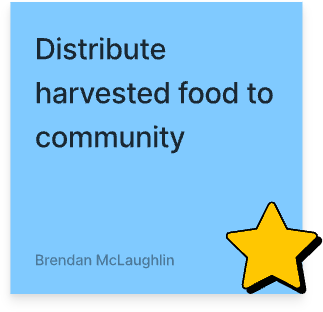 Distribute
harvested food to
community
Brendan McLaughlin